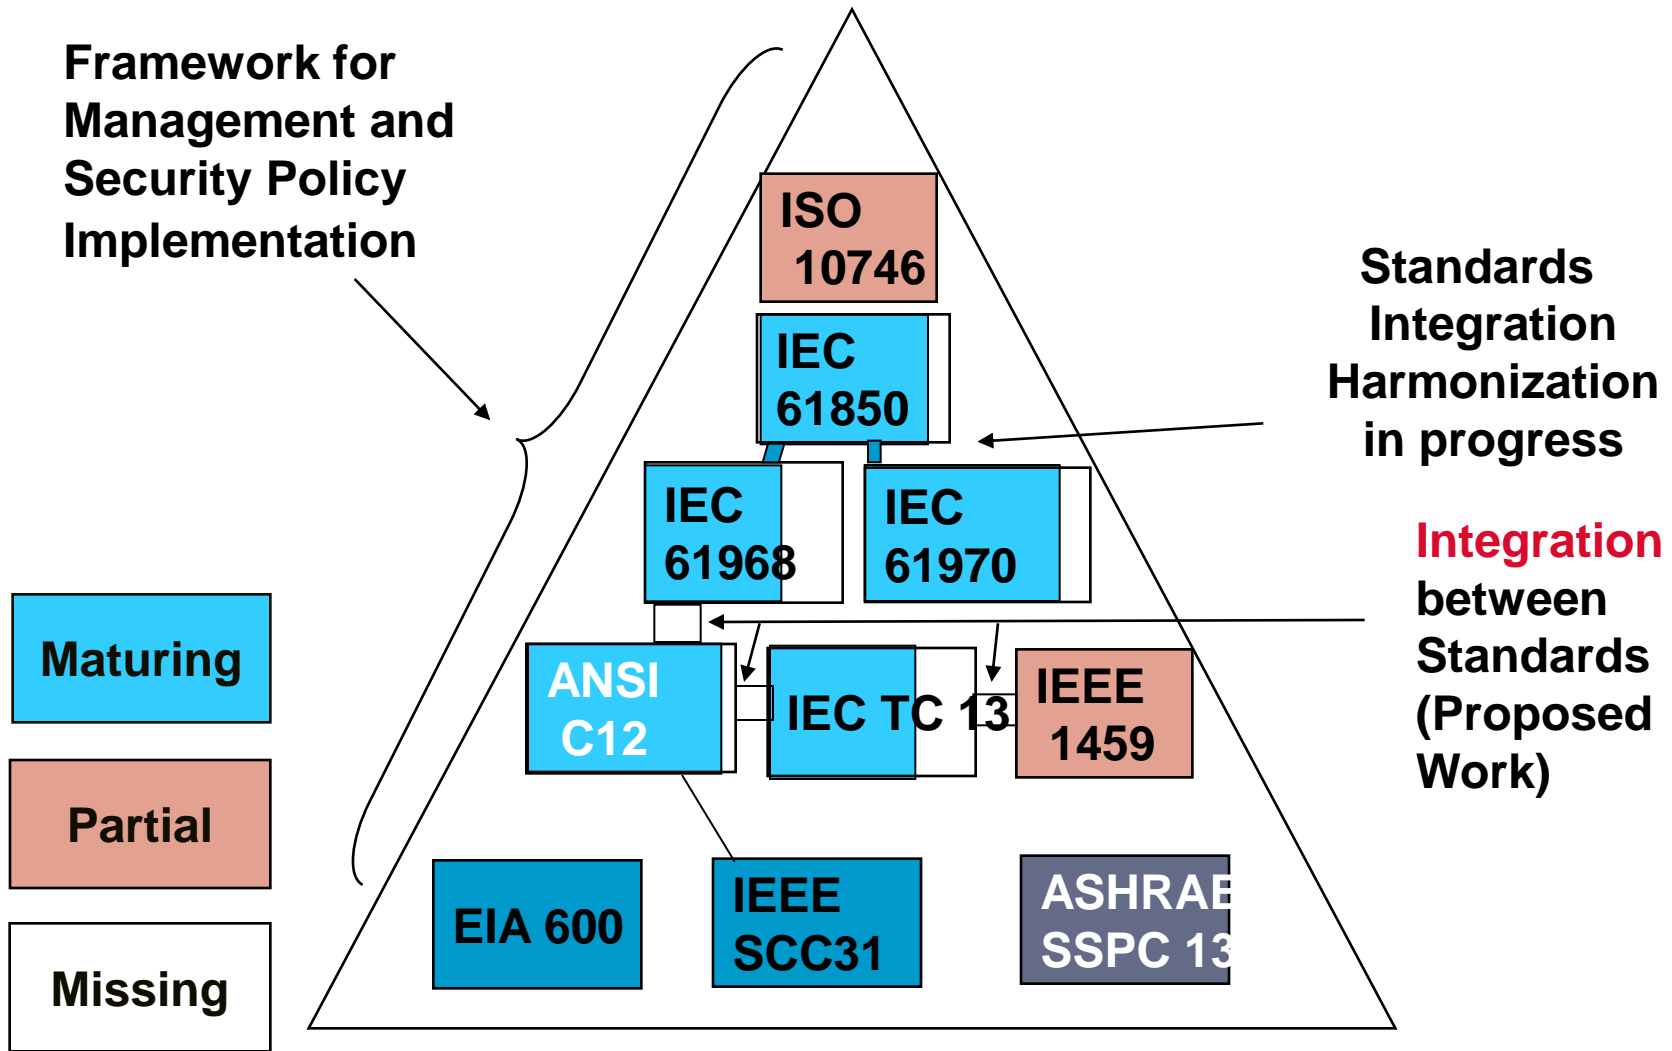 Framework for
Management and
Security Policy
Implementation
ISO
10746
IEC
61850
Standards
Integration
Harmonization
in progress
IEC
61968
IEC
61970
Integration
between
Standards
(Proposed
Work)
Maturing
Partial
Missing
ANSI
C12
IEC TC 13
IEEE
1459
EIA 600
IEEE
SCC31
ASHRAE
SSPC 13